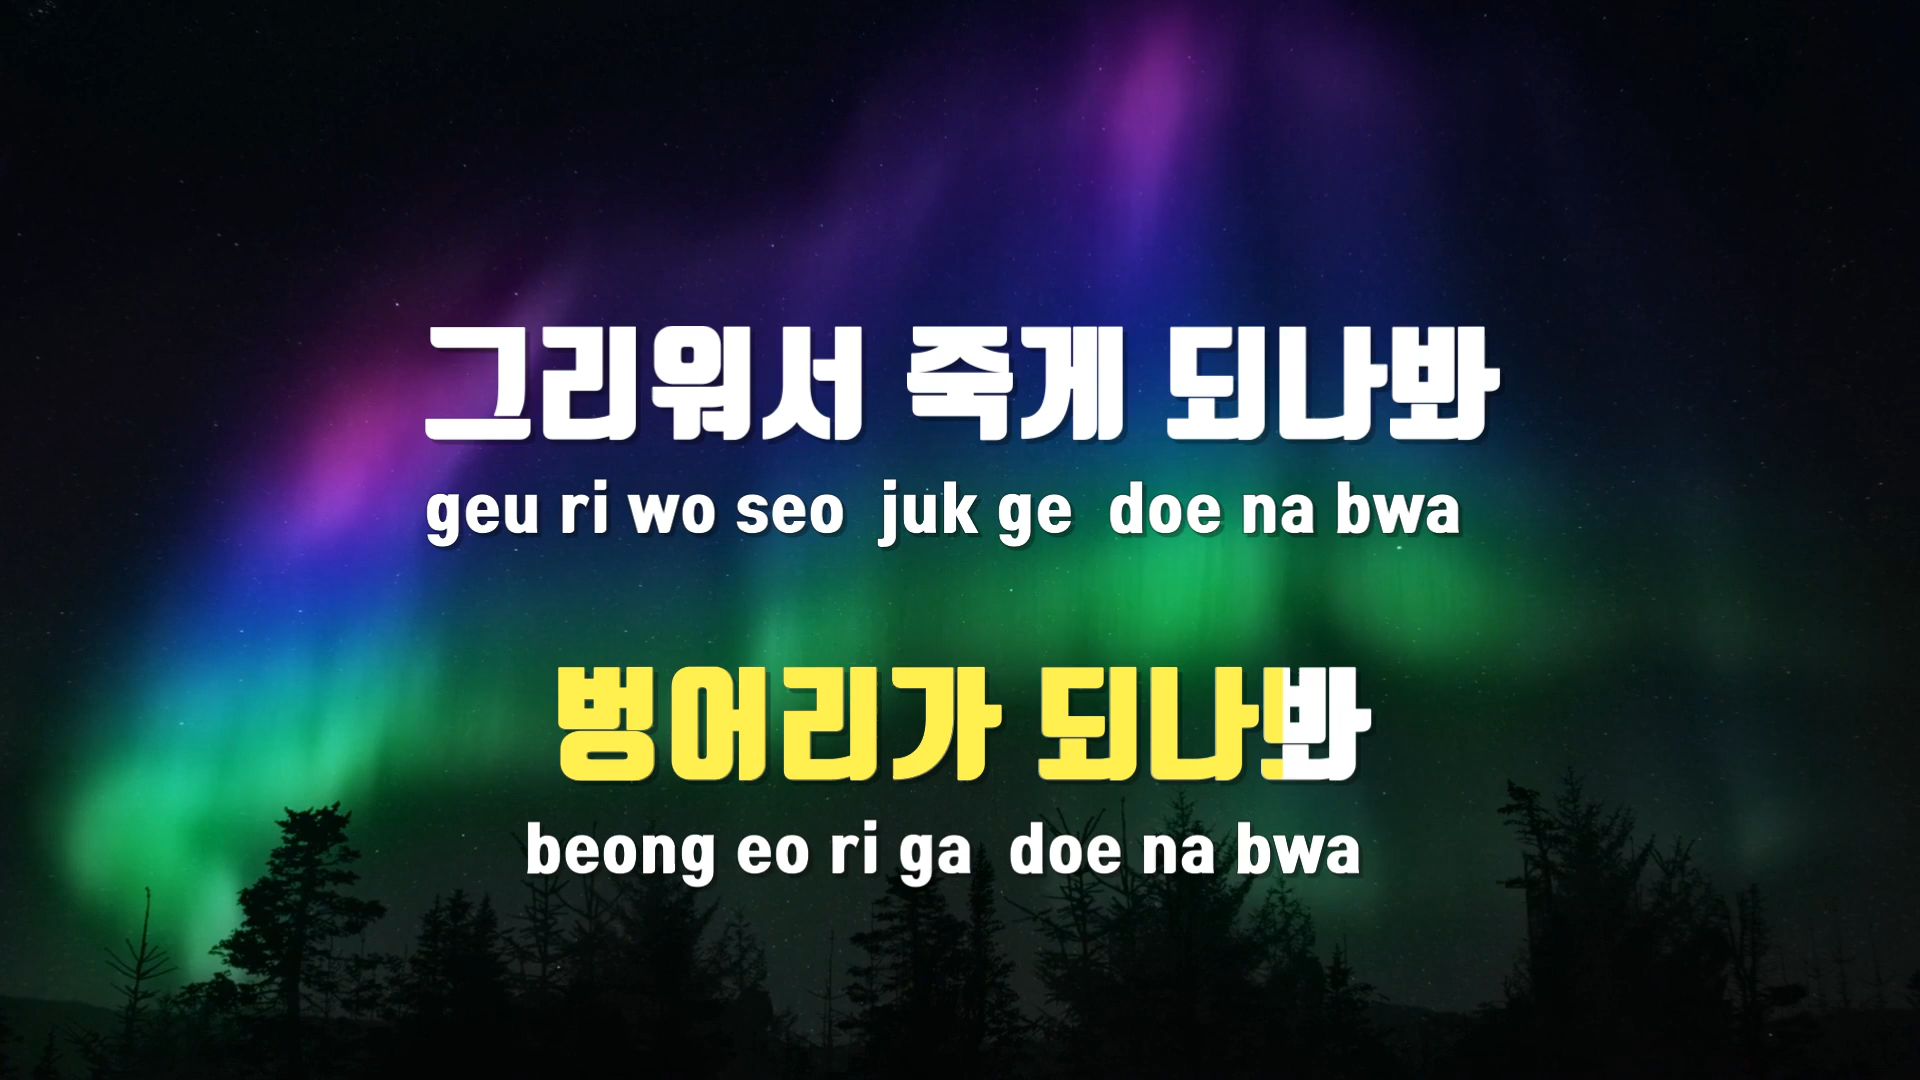 그리워서 죽게 되나봐
geu ri wo seo juk ge doe na bwa
벙어리가 되나봐
beong eo ri ga doe na bwa